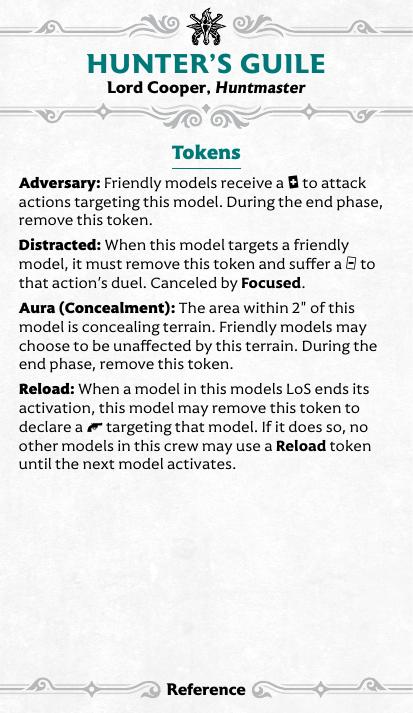 HUNTER'S GUILE
Lord Cooper, Huntmaster
Tokens
Adversary: Friendly models receive a to attack
actions targeting this model. During the end phase,
remove this token.
Distracted: When this model targets a friendly
model, it must remove this token and suffer a to
that action's duel. Canceled by Focused.
Aura (Concealment): The area within 2" of this
model is concealing terrain. Friendly models may
choose to be unaffected by this terrain. During the
end phase, remove this token.
Reload: When a model in this models LoS ends its
activation, this model may remove this token to
declare a targeting that model. If it does so, no
other models in this crew may use a Reload token
until the next model activates.
Reference